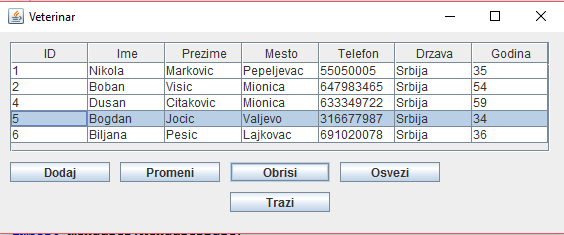 Veterinar
ID Ime Prezime Mesto Telefon Drzava Godina
1 Nikola Markovic Pepeljevac 55050005 Srbija 35
2 Boban Visic Mionica 647983465 Srbija 54
4 Dusan Citakovic Mionica 633349722 Srbija 59
5 Bogdan Jocic Valjevo 316677987 Srbija 34
6 Biljana Pesic Lajkovac 691020078 Srbija 36
Dodaj Promeni Obrisi Osvezi
Trazi